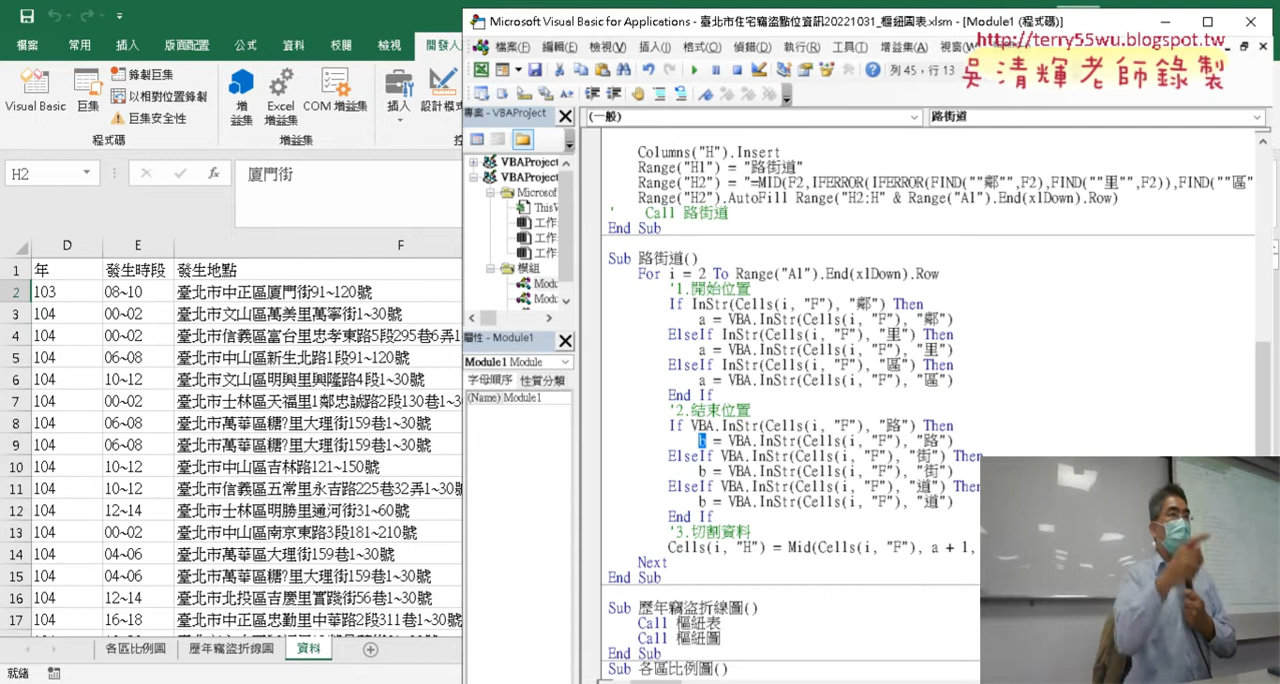 Microsoft Visual Basic for Applications - 臺北市住宅竊盜點位資訊20221031_樞紐圖表.xlsm - [Module1 (程式碼)]
http://terry55wu.blogspot.tw
吳清輝老師錄製
檔案 常用 插入 版面配置 公式 資料 校閱 檢視 開發人
檔案(F) 編輯(E) 檢視(V) 插入(I) 格式(O) 偵錯(D) 執行(R) 工具(T) 增益集(A) 視窗(W)
列 45，行 13
Visual Basic 巨集 錄製巨集 以相對位置錄製 巨集安全性
程式碼
增益集 Excel 增益集 COM 增益集
增益集
插入 設計模式
H2 fx 廈門街
專案 - VBAProject
VBAProject
VBAProject
Microsof
ThisV
工作
工作
工作
模組
Modu
Modu
屬性 - Module1
Module1 Module
字母順序 性質分類
(Name) Module1
(一般) 路街道
Columns("H").Insert
Range("H1") = "路街道"
Range("H2") = "=MID(F2,IFERROR(IFERROR(FIND(""鄰"",F2),FIND(""里"",F2)),FIND(""區"
Range("H2").AutoFill Range("H2:H" & Range("A1").End(xlDown).Row)
' Call 路街道
End Sub
Sub 路街道()
For i = 2 To Range("A1").End(xlDown).Row
'1.開始位置
If InStr(Cells(i, "F"), "鄰") Then
a = VBA.InStr(Cells(i, "F"), "鄰")
ElseIf InStr(Cells(i, "F"), "里") Then
a = VBA.InStr(Cells(i, "F"), "里")
ElseIf InStr(Cells(i, "F"), "區") Then
a = VBA.InStr(Cells(i, "F"), "區")
End If
'2.結束位置
If VBA.InStr(Cells(i, "F"), "路") Then
b = VBA.InStr(Cells(i, "F"), "路")
ElseIf VBA.InStr(Cells(i, "F"), "街") Then
b = VBA.InStr(Cells(i, "F"), "街")
ElseIf VBA.InStr(Cells(i, "F"), "道") Then
b = VBA.InStr(Cells(i, "F"), "道")
End If
'3.切割資料
Cells(i, "H") = Mid(Cells(i, "F"), a + 1,
Next
End Sub
Sub 歷年竊盜折線圖()
Call 樞紐表
Call 樞紐圖
End Sub
Sub 各區比例圖()
D E F
1 年 發生時段 發生地點
2 103 08~10 臺北市中正區廈門街91~120號
3 104 00~02 臺北市文山區萬美里萬寧街1~30號
4 104 00~02 臺北市信義區富台里忠孝東路5段295巷6弄1
5 104 06~08 臺北市中山區新生北路1段91~120號
6 104 10~12 臺北市文山區明興里興隆路4段1~30號
7 104 10~12 臺北市士林區天福里1鄰忠誠路2段130巷1~3
8 104 06~08 臺北市萬華區糖?里大理街159巷1~30號
9 104 06~08 臺北市萬華區糖?里大理街159巷1~30號
10 104 10~12 臺北市中山區吉林路121~150號
11 104 10~12 臺北市信義區五常里永吉路225巷32弄1~30號
12 104 12~14 臺北市士林區明勝里通河街31~60號
13 104 00~02 臺北市中山區南京東路3段181~210號
14 104 04~06 臺北市萬華區大理街159巷1~30號
15 104 04~06 臺北市萬華區糖?里大理街159巷1~30號
16 104 12~14 臺北市北投區吉慶里實踐街56巷1~30號
17 104 16~18 臺北市中正區忠勤里中華路2段311巷1~30號
各區比例圖 歷年竊盜折線圖 資料
就緒